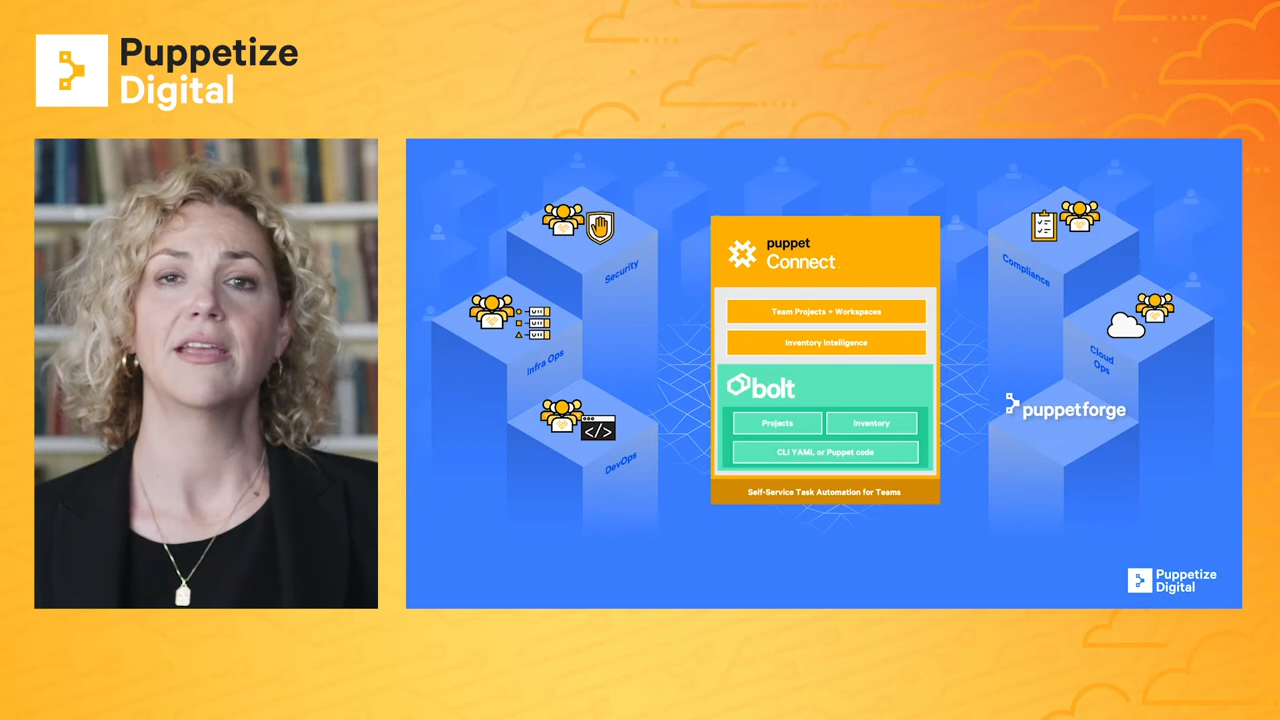 Puppetize
Digital
Security
Infra Ops
DevOps
puppet
Connect
Team Projects + Workspaces
Inventory Intelligence
bolt
Projects
Inventory
CLI YAML or Puppet code
Self-Service Task Automation for Teams
Compliance
Cloud
Ops
puppetforge
</>
Puppetize
Digital